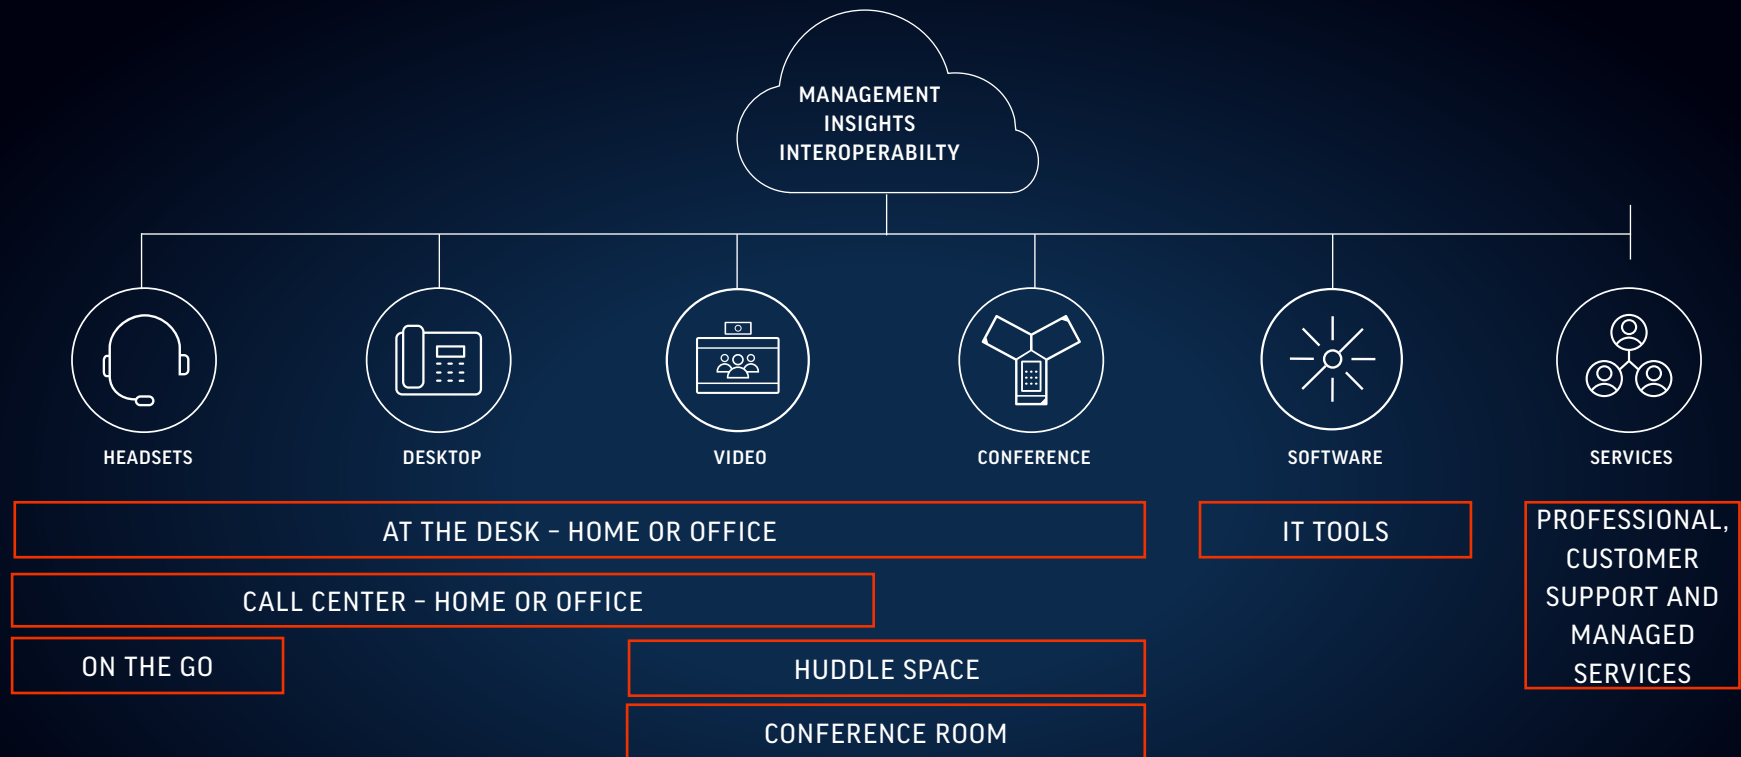 MANAGEMENT
INSIGHTS
INTEROPERABILTY
HEADSETS
DESKTOP
VIDEO
CONFERENCE
SOFTWARE
SERVICES
AT THE DESK – HOME OR OFFICE
IT TOOLS
PROFESSIONAL,
CUSTOMER
SUPPORT AND
MANAGED
SERVICES
CALL CENTER – HOME OR OFFICE
ON THE GO
HUDDLE SPACE
CONFERENCE ROOM